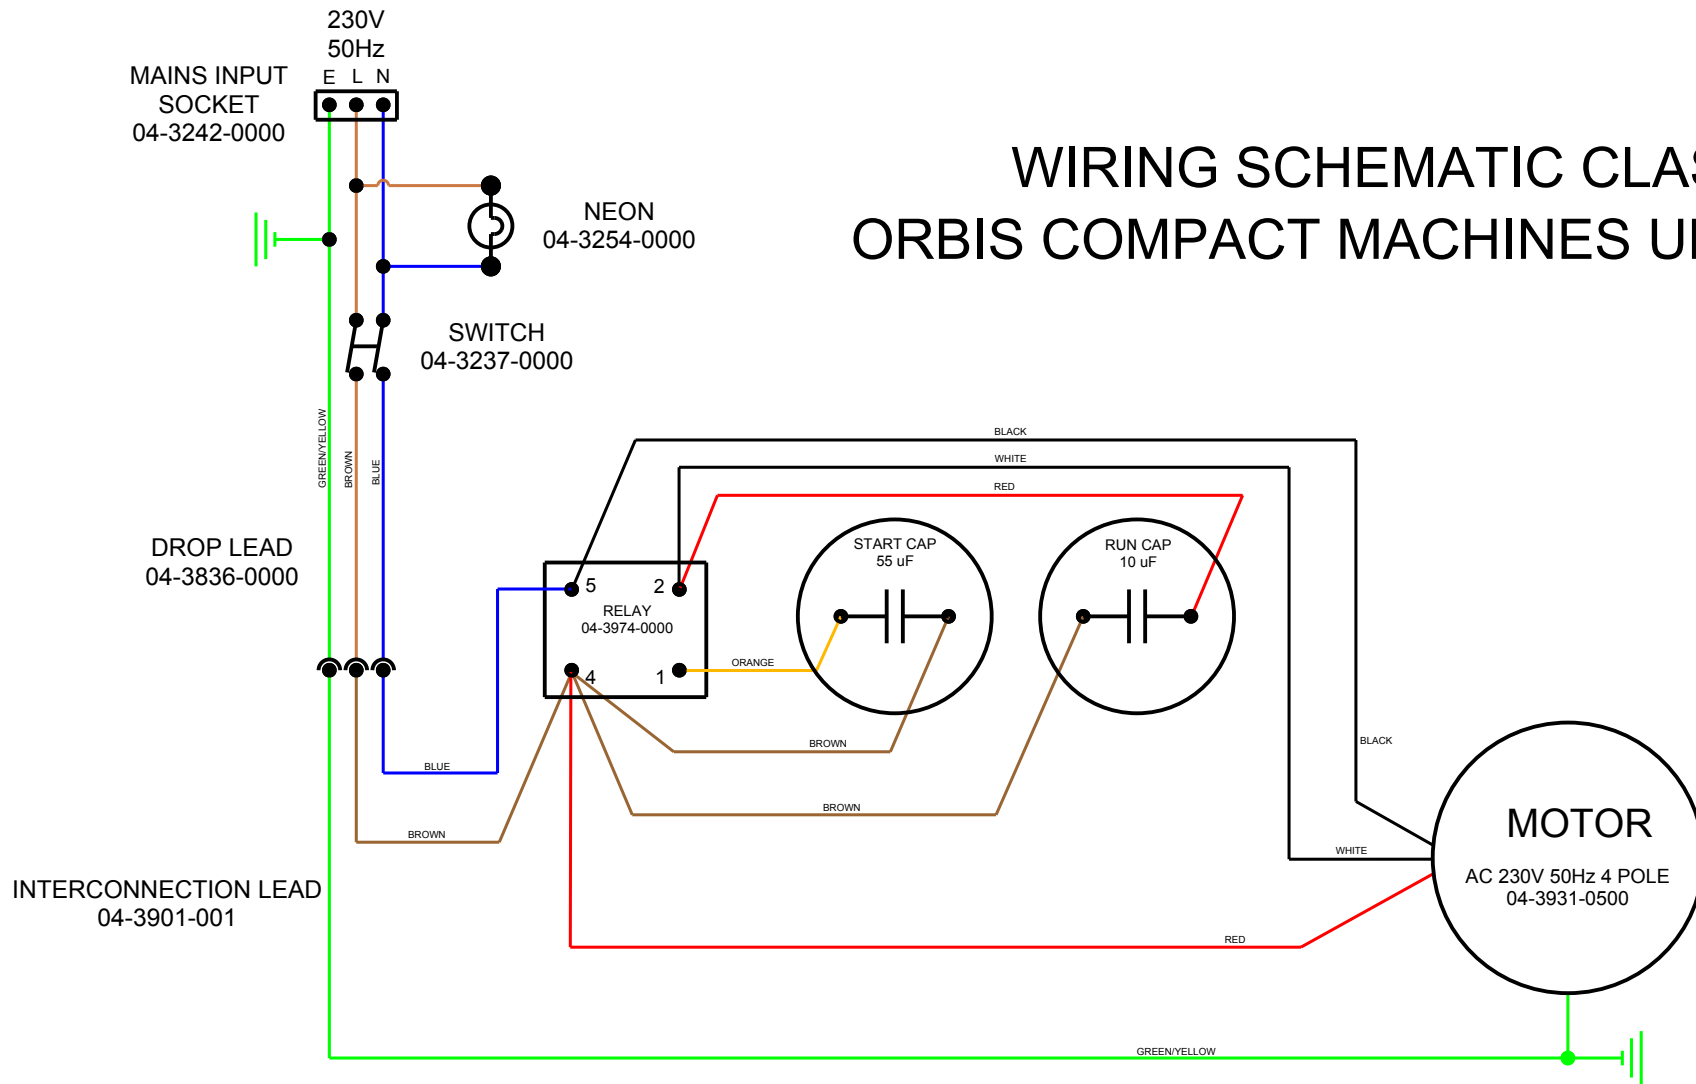 230V
50Hz
E L N
MAINS INPUT
SOCKET
04-3242-0000
WIRING SCHEMATIC
ORBIS COMPACT MACHINES
NEON
04-3254-0000
SWITCH
04-3237-0000
GREEN/YELLOW
BROWN
BLUE
BLACK
WHITE
RED
DROP LEAD
04-3836-0000
START CAP
55 uF
RUN CAP
10 uF
5 2
RELAY
04-3974-0000
4 1
ORANGE
BROWN
BLUE
BROWN
BROWN
BLACK
WHITE
MOTOR
AC 230V 50Hz 4 POLE
04-3931-0500
INTERCONNECTION LEAD
04-3901-001
RED
GREEN/YELLOW